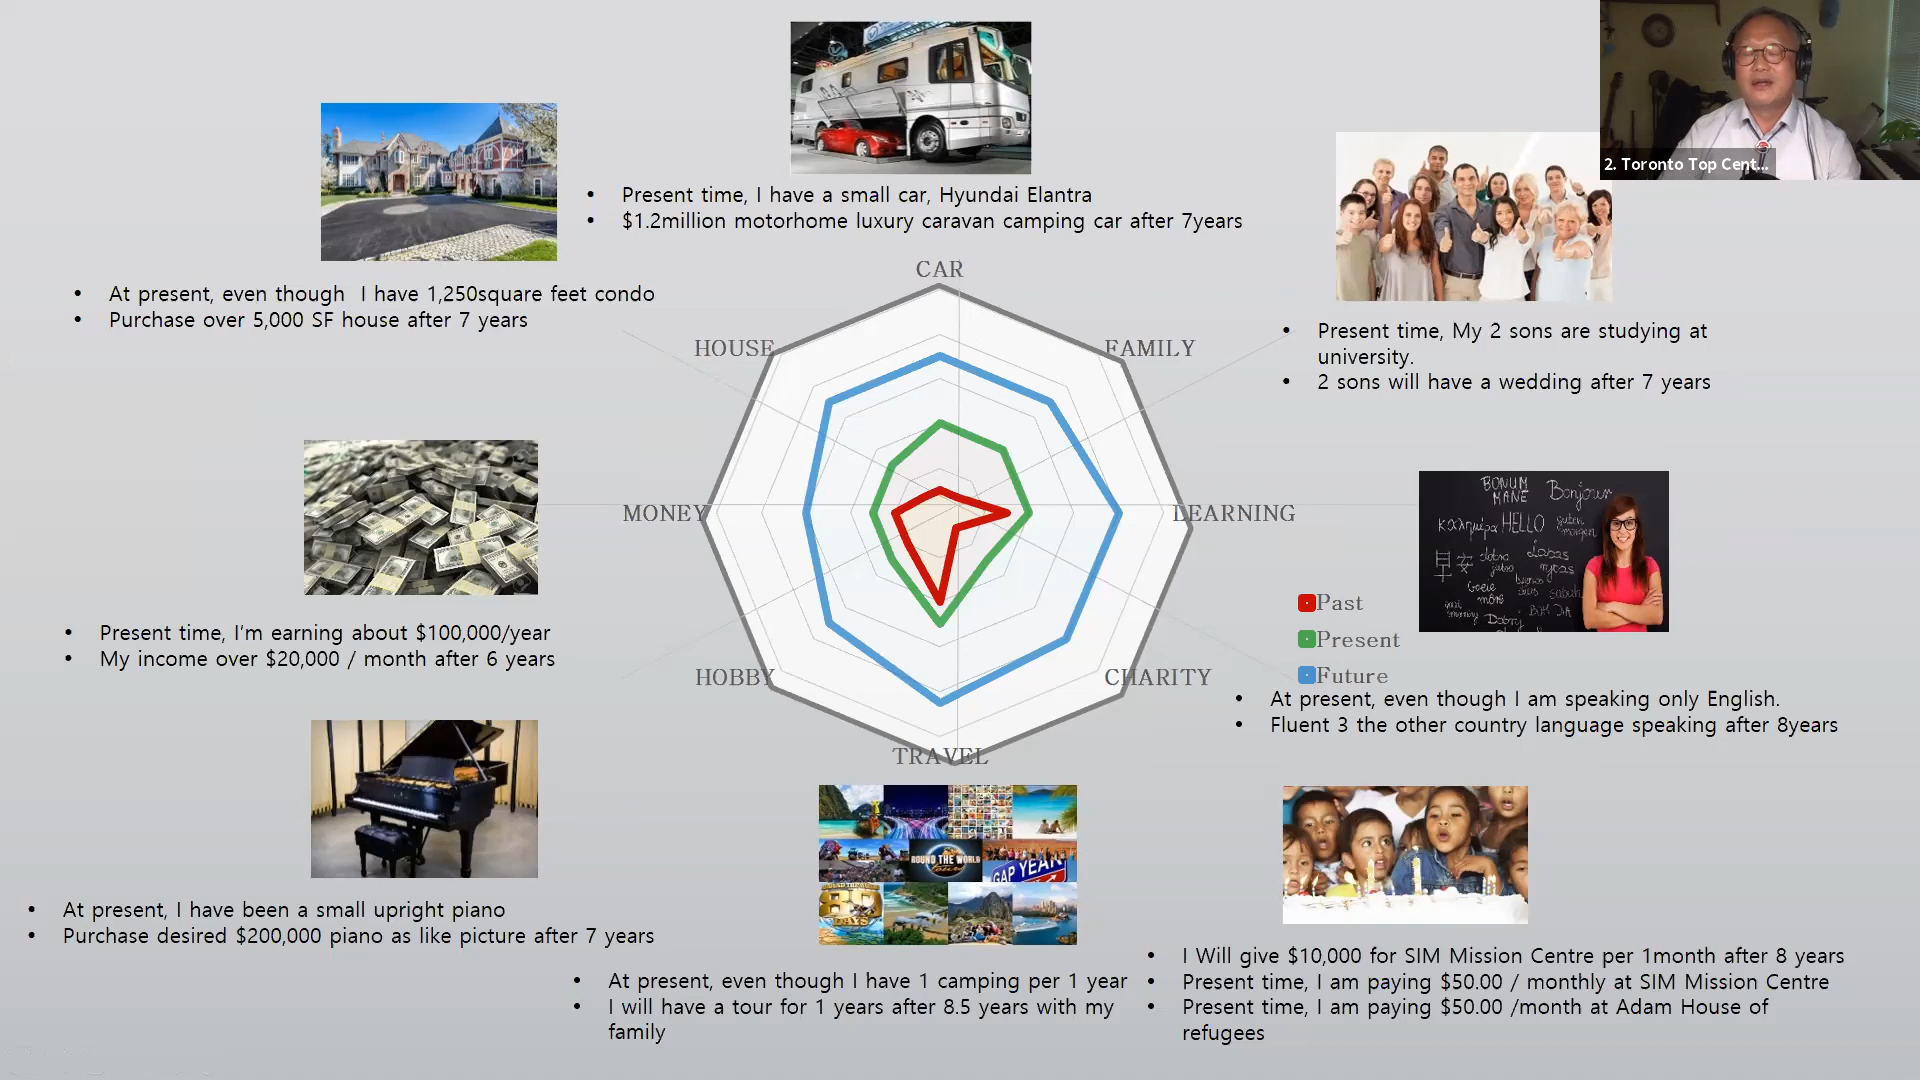 2. Toronto Top Cent...
• Present time, I have a small car, Hyundai Elantra
• $1.2million motorhome luxury caravan camping car after 7years
• At present, even though I have 1,250square feet condo
• Purchase over 5,000 SF house after 7 years
• Present time, My 2 sons are studying at
university.
• 2 sons will have a wedding after 7 years
CAR
HOUSE
FAMILY
MONEY
LEARNING
HOBBY
CHARITY
TRAVEL
Past
Present
Future
BONUM
MANE
Bonjour
καλημέρα HELLO
guten
morgen
• Present time, I’m earning about $100,000/year
• My income over $20,000 / month after 6 years
• At present, even though I am speaking only English.
• Fluent 3 the other country language speaking after 8years
ROUND THE WORLD
tour
GAP YEAR
80
DAYS
• At present, I have been a small upright piano
• Purchase desired $200,000 piano as like picture after 7 years
• At present, even though I have 1 camping per 1 year
• I will have a tour for 1 years after 8.5 years with my
family
• I Will give $10,000 for SIM Mission Centre per 1month after 8 years
• Present time, I am paying $50.00 / monthly at SIM Mission Centre
• Present time, I am paying $50.00 /month at Adam House of
refugees